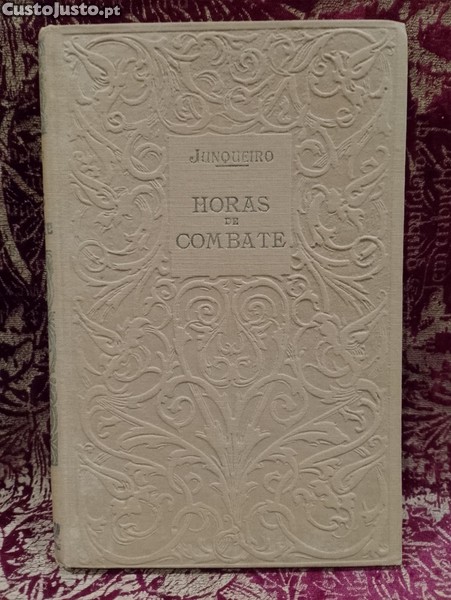 CustoJusto.pt
JUNQUEIRO
HORAS
DE
COMBATE